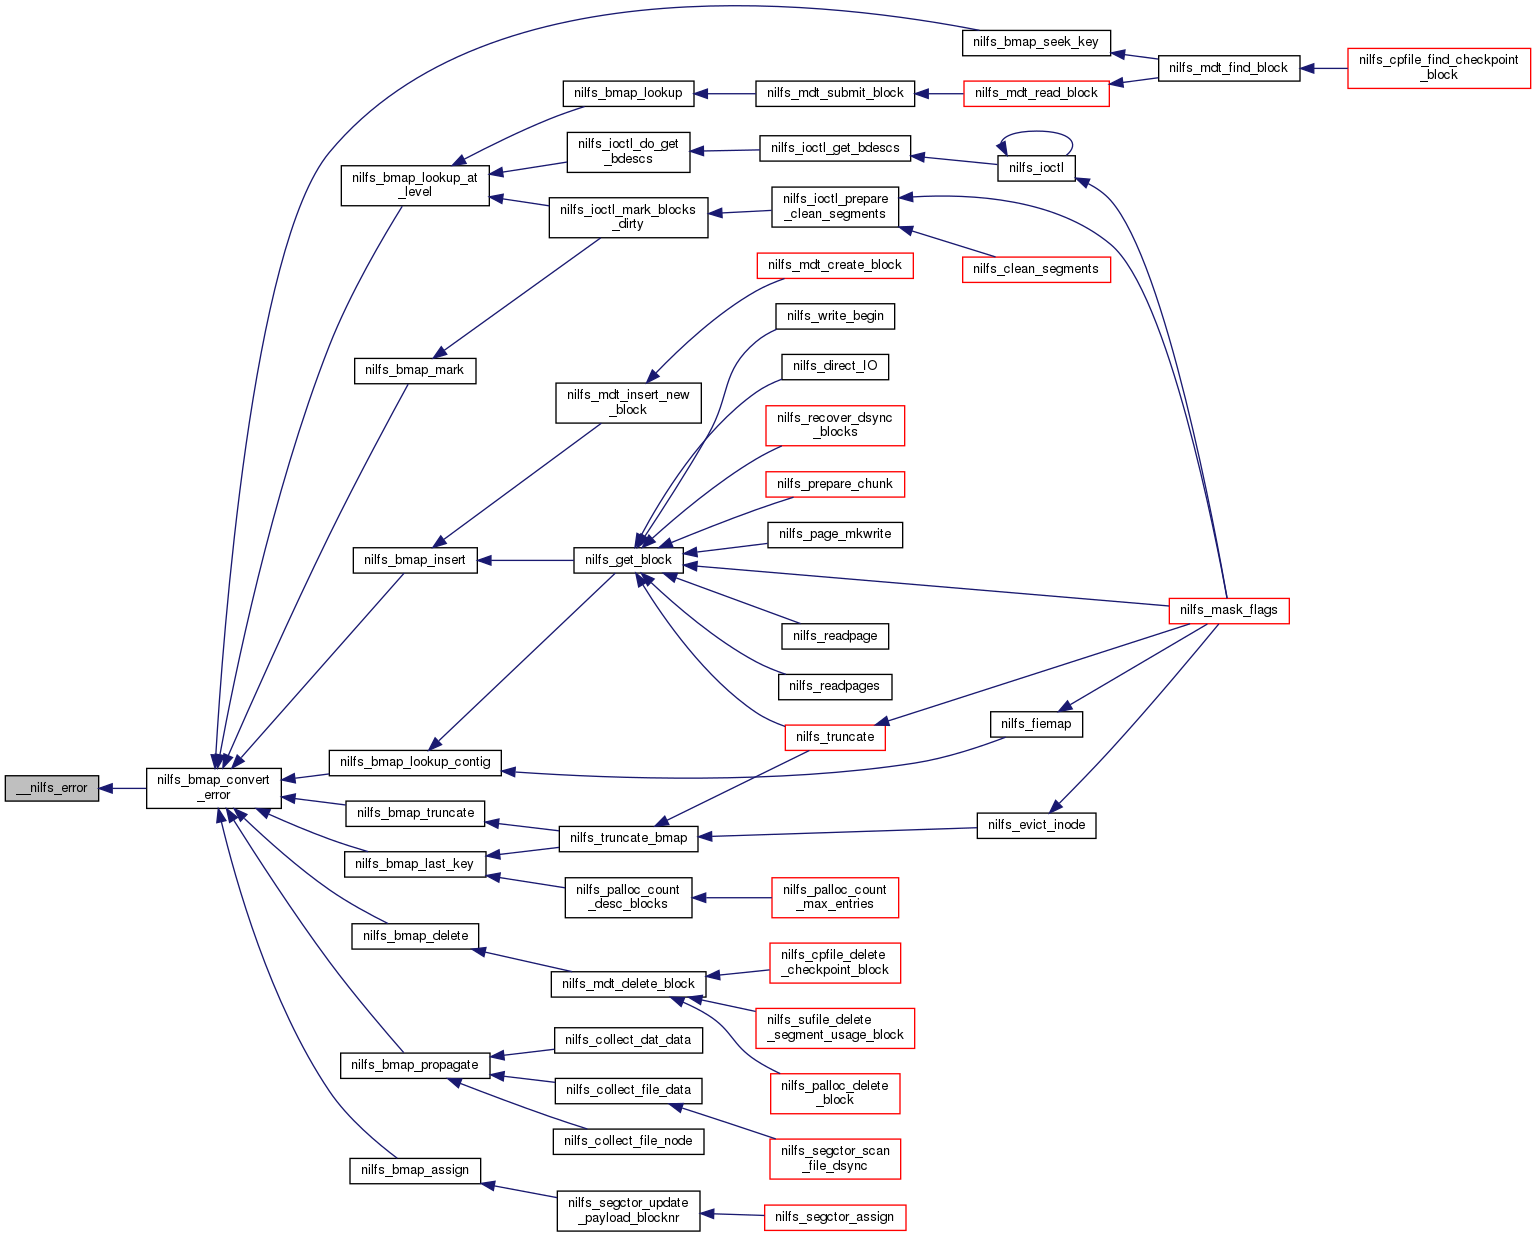 nilfs_bmap_seek_key
nilfs_mdt_find_block
nilfs_cpfile_find_checkpoint
_block
nilfs_bmap_lookup
nilfs_mdt_submit_block
nilfs_mdt_read_block
nilfs_ioctl_do_get
_bdescs
nilfs_ioctl_get_bdescs
nilfs_ioctl
nilfs_bmap_lookup_at
_level
nilfs_ioctl_mark_blocks
_dirty
nilfs_ioctl_prepare
_clean_segments
nilfs_mdt_create_block
nilfs_clean_segments
nilfs_write_begin
nilfs_bmap_mark
nilfs_direct_IO
nilfs_mdt_insert_new
_block
nilfs_recover_dsync
_blocks
nilfs_prepare_chunk
nilfs_page_mkwrite
nilfs_bmap_insert
nilfs_get_block
nilfs_mask_flags
nilfs_readpage
nilfs_readpages
nilfs_fiemap
nilfs_truncate
nilfs_bmap_lookup_contig
__nilfs_error
nilfs_bmap_convert
_error
nilfs_bmap_truncate
nilfs_truncate_bmap
nilfs_evict_inode
nilfs_bmap_last_key
nilfs_palloc_count
_desc_blocks
nilfs_palloc_count
_max_entries
nilfs_bmap_delete
nilfs_cpfile_delete
_checkpoint_block
nilfs_mdt_delete_block
nilfs_sufile_delete
_segment_usage_block
nilfs_collect_dat_data
nilfs_bmap_propagate
nilfs_collect_file_data
nilfs_palloc_delete
_block
nilfs_collect_file_node
nilfs_segctor_scan
_file_dsync
nilfs_bmap_assign
nilfs_segctor_update
_payload_blocknr
nilfs_segctor_assign